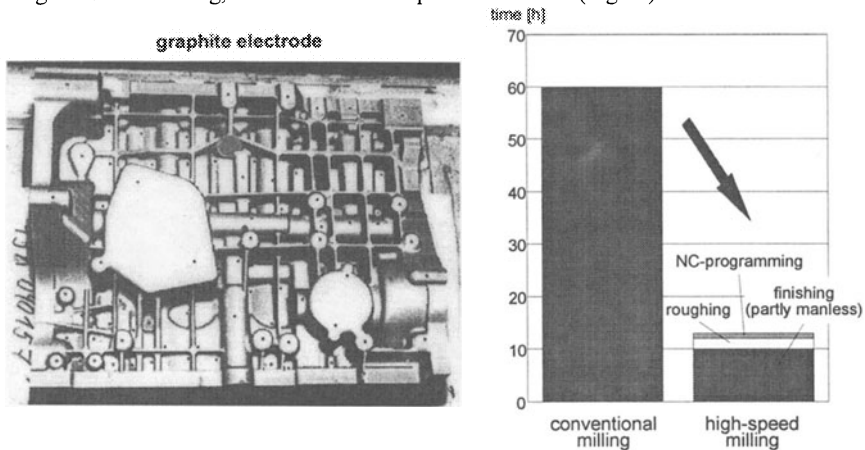 graphite electrode
time [h]
70
60
50
40
30
20
10
0
NC-programming
roughing
finishing
(partly manless)
conventional
milling
high-speed
milling